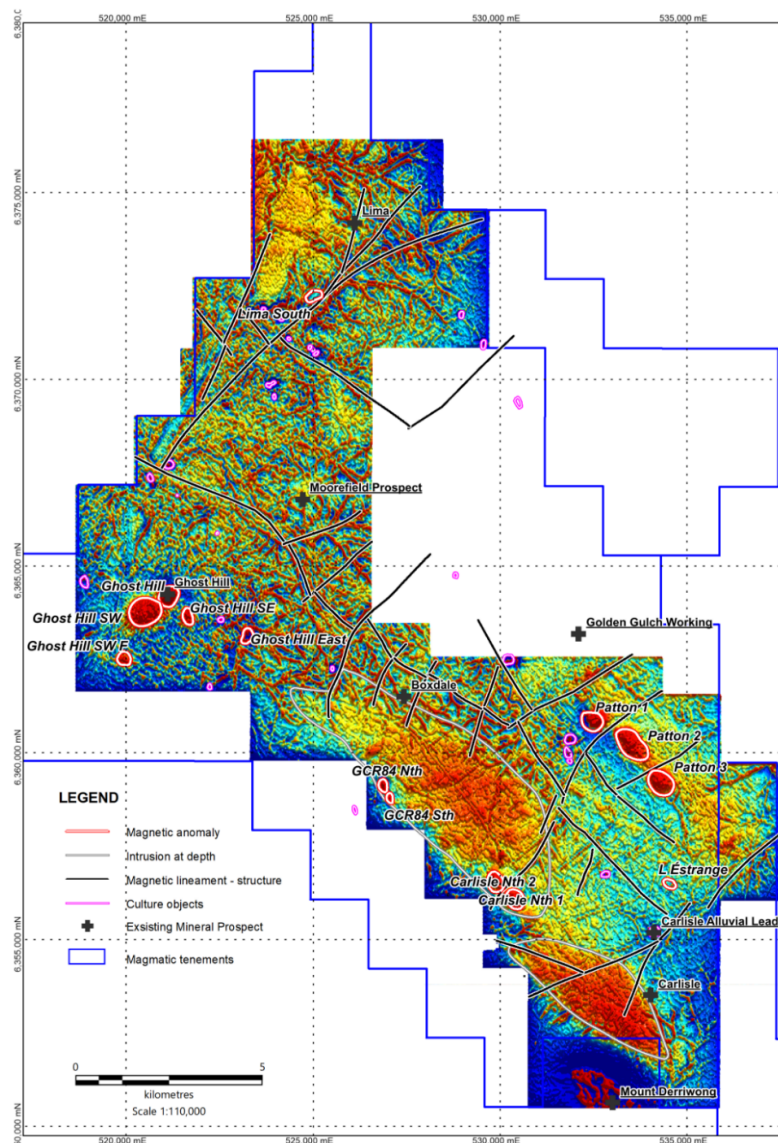 520,000 mE 525,000 mE 530,000 mE 535,000 mE
6,380,
6,375,000 mN
Lima
Lima South
6,370,000 mN
Moorefield Prospect
6,365,000 mN
Ghost Hill Ghost Hill
Ghost Hill SW Ghost Hill SE
Ghost Hill East
Ghost Hill SW F
Golden Gulch Working
Boxdale
Patton 1
Patton 2
Patton 3
6,360,000 mN
GCR84 Nth
GCR84 Sth
LEGEND
Magnetic anomaly
Intrusion at depth
Magnetic lineament - structure
Culture objects
Exsisting Mineral Prospect
Magmatic tenements
Carlisle Nth 2
Carlisle Nth 1
L Estrange
Carlisle Alluvial Lead
6,355,000 mN
Carlisle
0 5
kilometres
Scale 1:110,000
Mount Derriwong
520,000 mE 525,000 mE 530,000 mE 535,000 mE